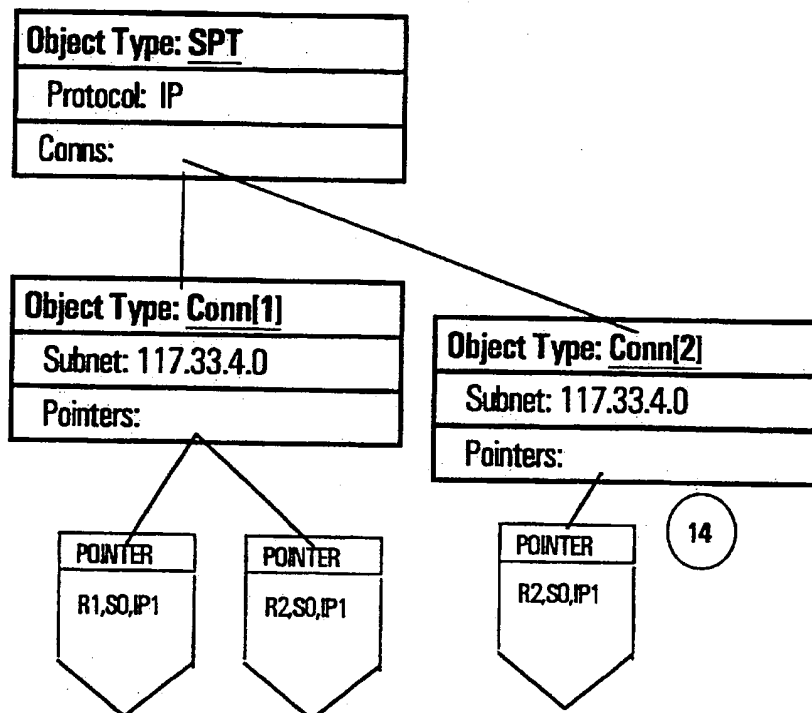 Object Type: SPT
Protocol: IP
Conns:
Object Type: Conn[1]
Subnet: 117.33.4.0
Pointers:
Object Type: Conn[2]
Subnet: 117.33.4.0
Pointers:
POINTER
R1,S0,IP1
POINTER
R2,S0,IP1
POINTER
R2,S0,IP1
14